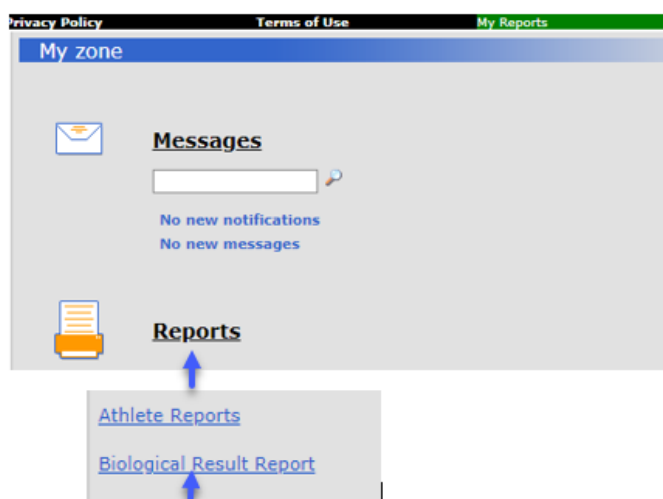 Privacy Policy Terms of Use My Reports
My zone
Messages
No new notifications
No new messages
Reports
Athlete Reports
Biological Result Report